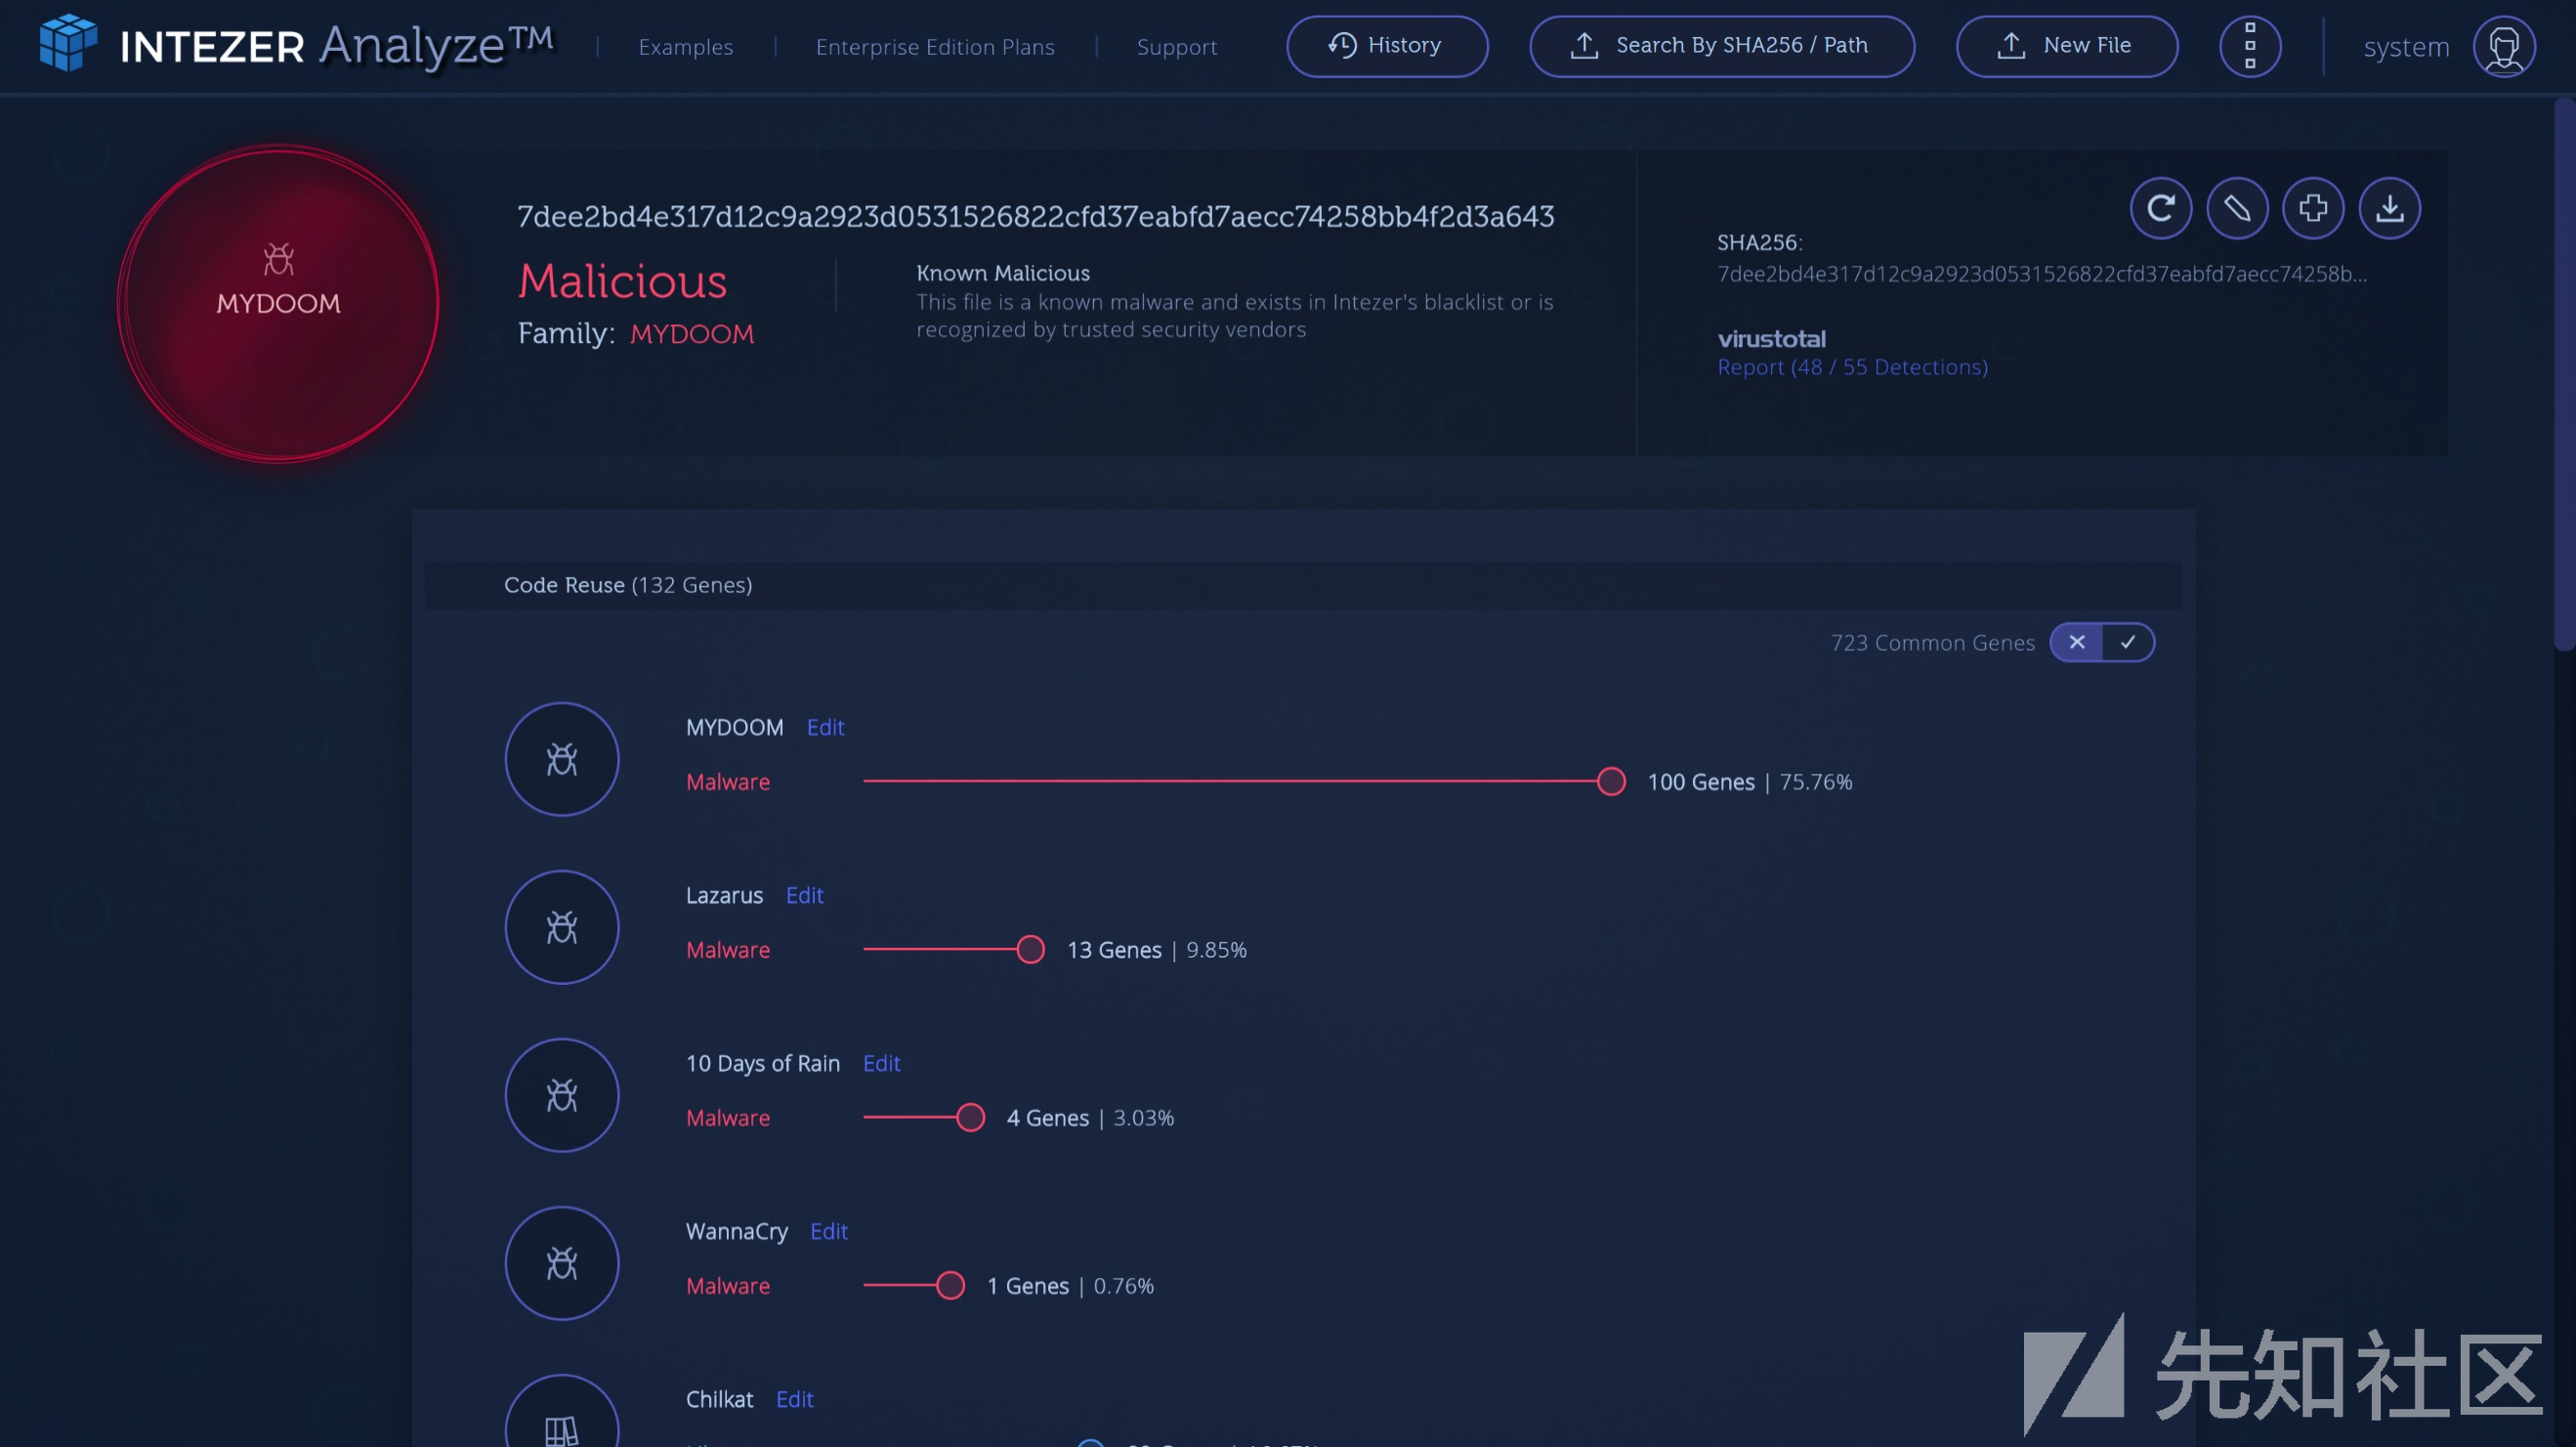 INTEZER Analyze™
Examples
Enterprise Edition Plans
Support
History
Search By SHA256 / Path
New File
system
MYDOOM
7dee2bd4e317d12c9a2923d0531526822cfd37eabfd7aecc74258bb4f2d3a643
Malicious
Family: MYDOOM
Known Malicious
This file is a known malware and exists in Intezer's blacklist or is
recognized by trusted security vendors
SHA256:
7dee2bd4e317d12c9a2923d0531526822cfd37eabfd7aecc74258b...
virustotal
Report (48 / 55 Detections)
Code Reuse (132 Genes)
723 Common Genes
MYDOOM Edit
Malware 100 Genes | 75.76%
Lazarus Edit
Malware 13 Genes | 9.85%
10 Days of Rain Edit
Malware 4 Genes | 3.03%
WannaCry Edit
Malware 1 Genes | 0.76%
Chilkat Edit
先知社区